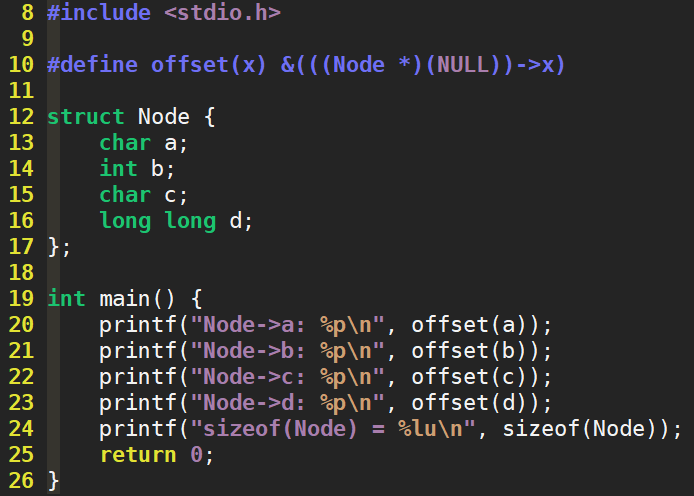 8 #include <stdio.h>
9
10 #define offset(x) &(((Node *)(NULL))->x)
11
12 struct Node {
13     char a;
14     int b;
15     char c;
16     long long d;
17 };
18
19 int main() {
20     printf("Node->a: %p\n", offset(a));
21     printf("Node->b: %p\n", offset(b));
22     printf("Node->c: %p\n", offset(c));
23     printf("Node->d: %p\n", offset(d));
24     printf("sizeof(Node) = %lu\n", sizeof(Node));
25     return 0;
26 }